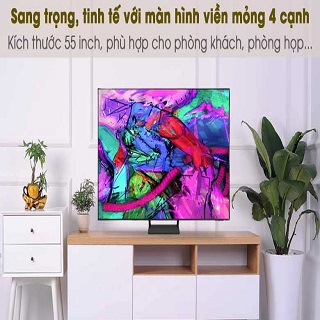 Sang trọng, tinh tế với màn hình viền mỏng 4 cạnh
Kích thước 55 inch, phù hợp cho phòng khách, phòng họp...